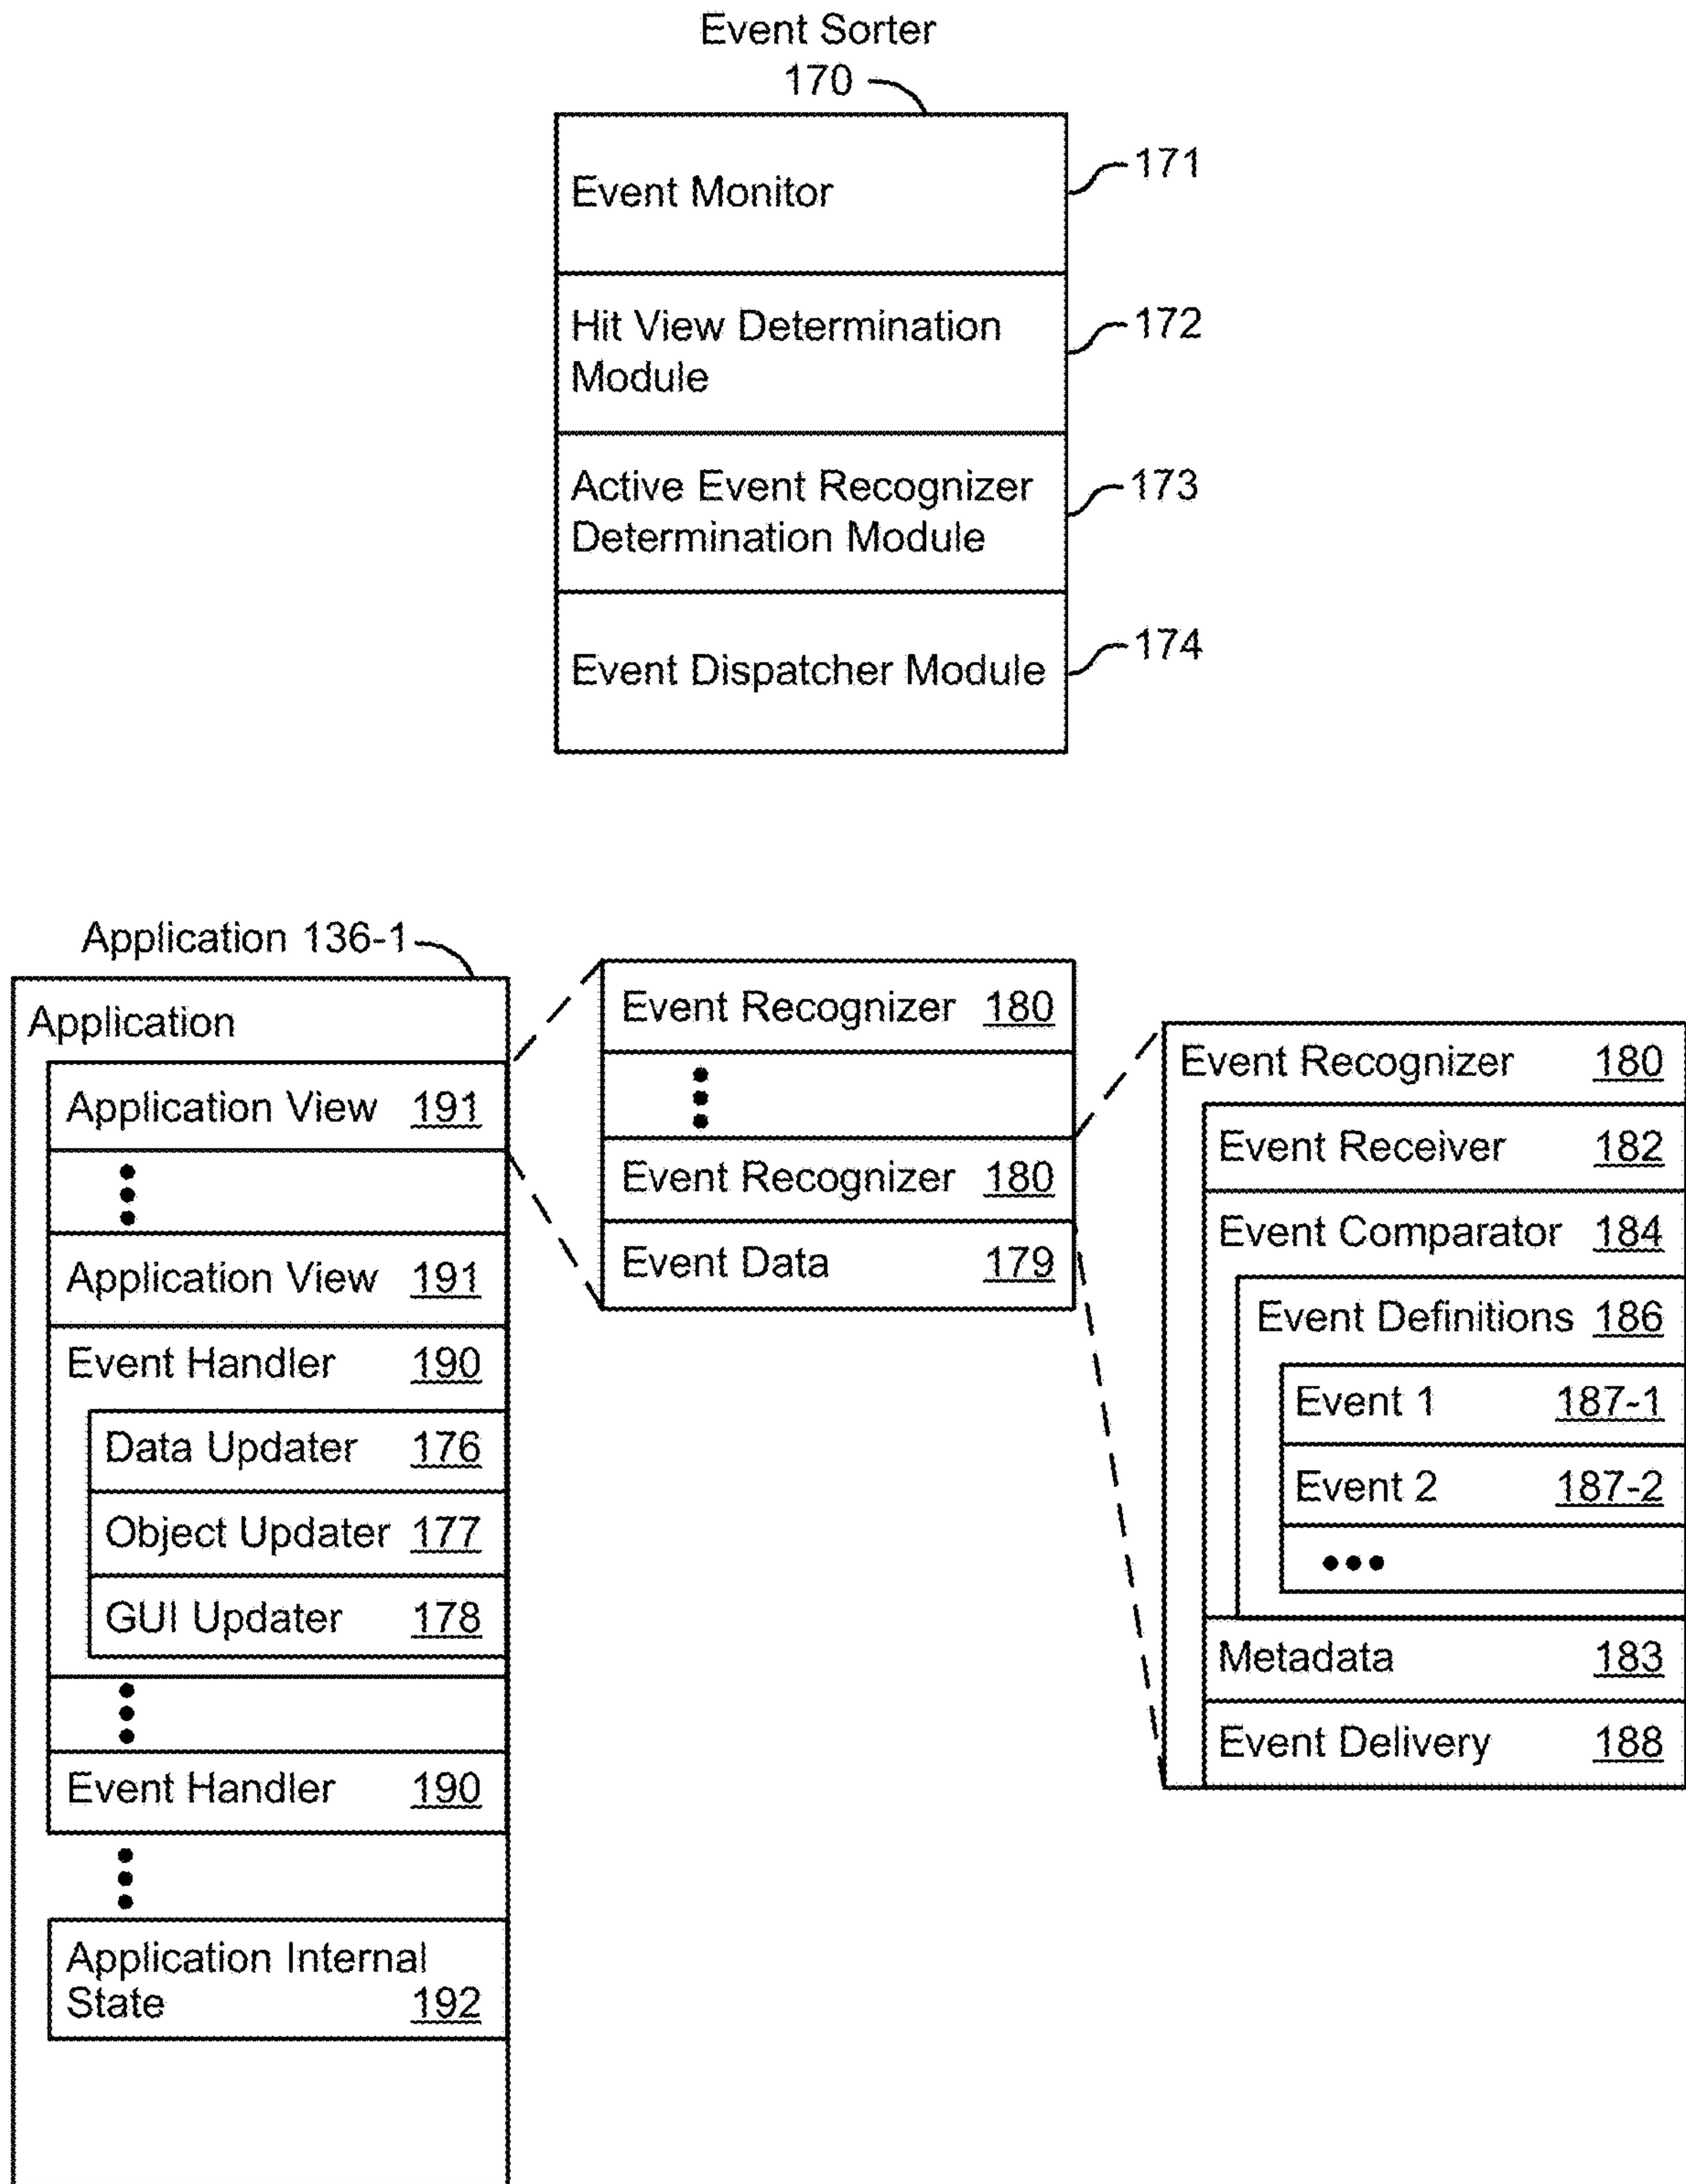 Event Sorter
170
Event Monitor
171
Hit View Determination
Module
172
Active Event Recognizer
Determination Module
173
Event Dispatcher Module
174
Application 136-1
Application
Application View 191
Application View 191
Event Handler 190
Data Updater 176
Object Updater 177
GUI Updater 178
Event Handler 190
Application Internal
State 192
Event Recognizer 180
Event Recognizer 180
Event Data 179
Event Recognizer 180
Event Receiver 182
Event Comparator 184
Event Definitions 186
Event 1 187-1
Event 2 187-2
Metadata 183
Event Delivery 188